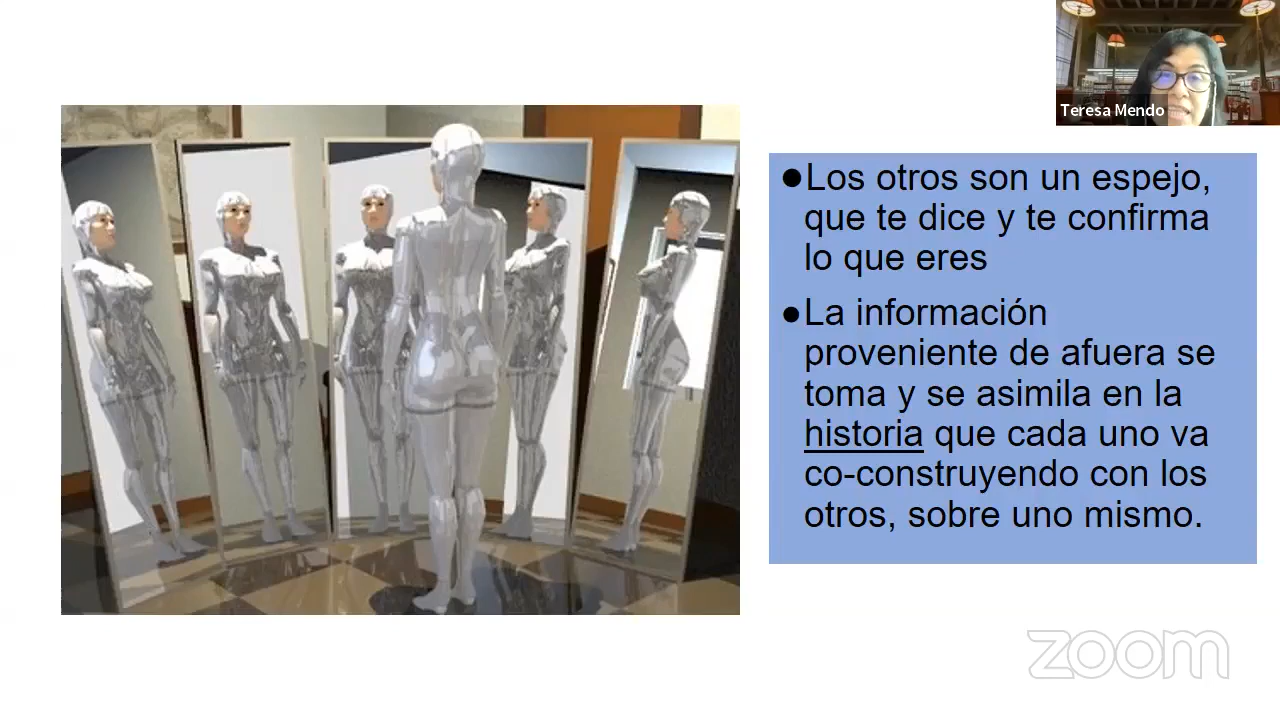 Teresa Mendo
●Los otros son un espejo,
que te dice y te confirma
lo que eres
●La información
proveniente de afuera se
toma y se asimila en la
historia que cada uno va
co-construyendo con los
otros, sobre uno mismo.
zoom